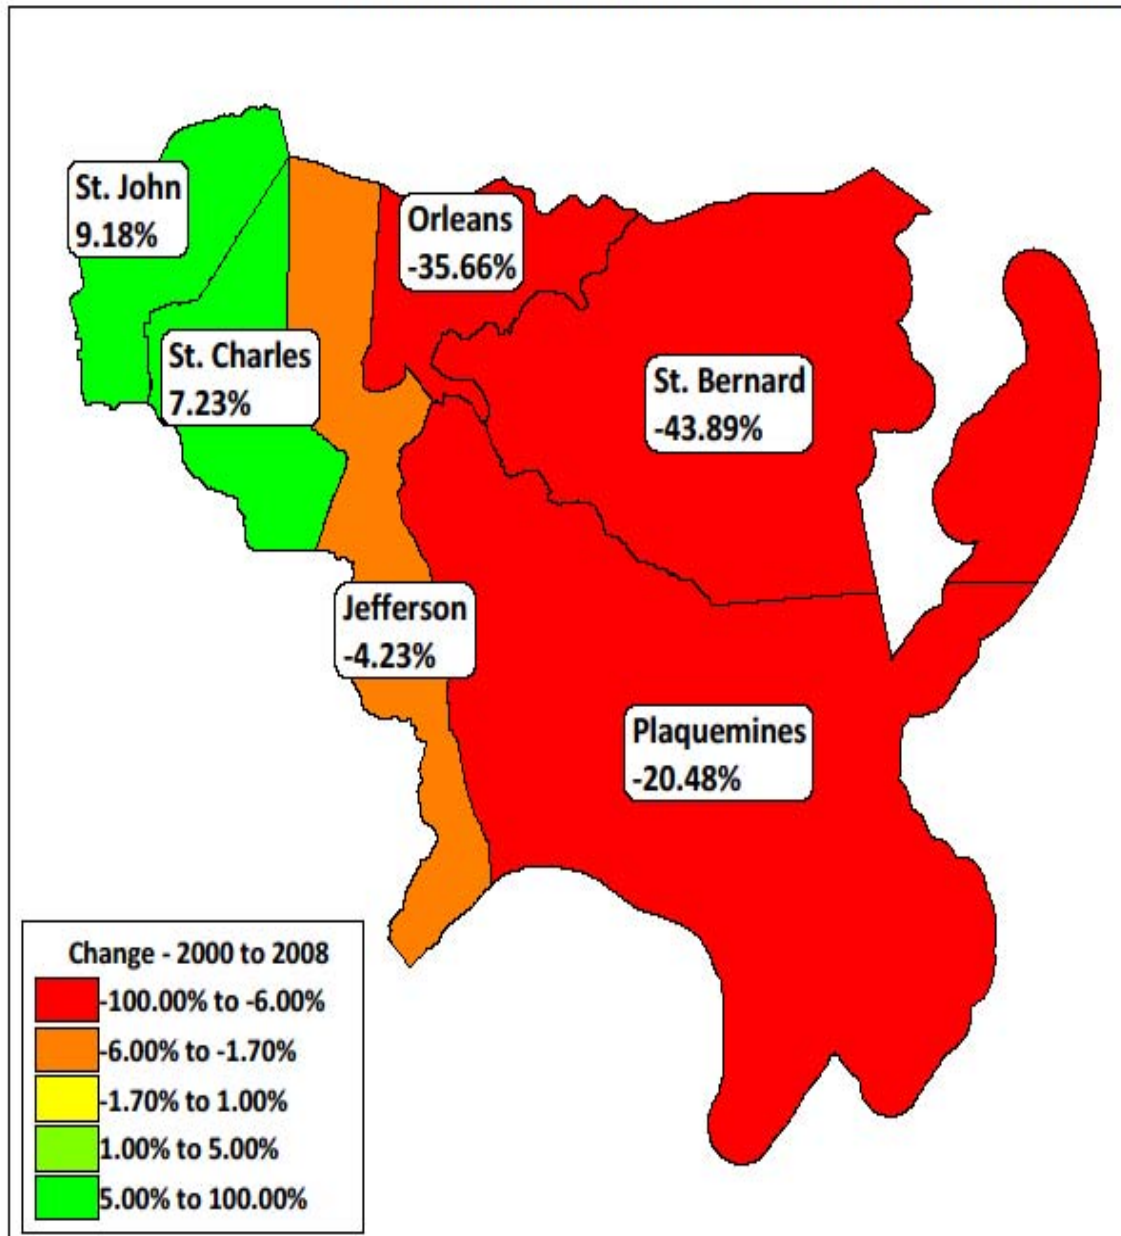 St. John
9.18%
Orleans
-35.66%
St. Charles
7.23%
St. Bernard
-43.89%
Jefferson
-4.23%
Plaquemines
-20.48%
Change - 2000 to 2008
-100.00% to -6.00%
-6.00% to -1.70%
-1.70% to 1.00%
1.00% to 5.00%
5.00% to 100.00%